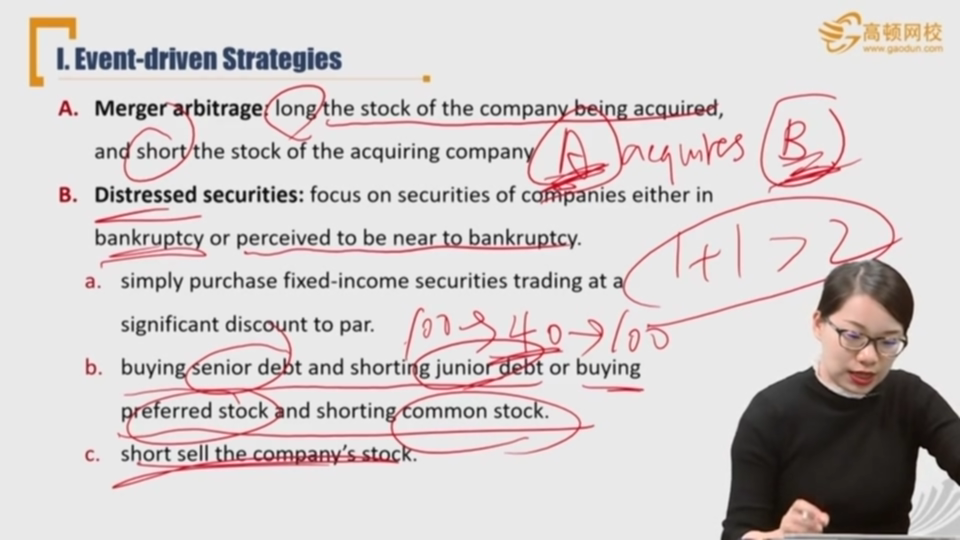 I. Event-driven Strategies
高顿网校
www.gaodun.com
A. Merger arbitrage: long the stock of the company being acquired,
and short the stock of the acquiring company
A acquires B
B. Distressed securities: focus on securities of companies either in
bankruptcy or perceived to be near to bankruptcy.
1+1 > 2
a. simply purchase fixed-income securities trading at a
significant discount to par.
100 → 40 → 100
b. buying senior debt and shorting junior debt or buying
preferred stock and shorting common stock.
c. short sell the company's stock.